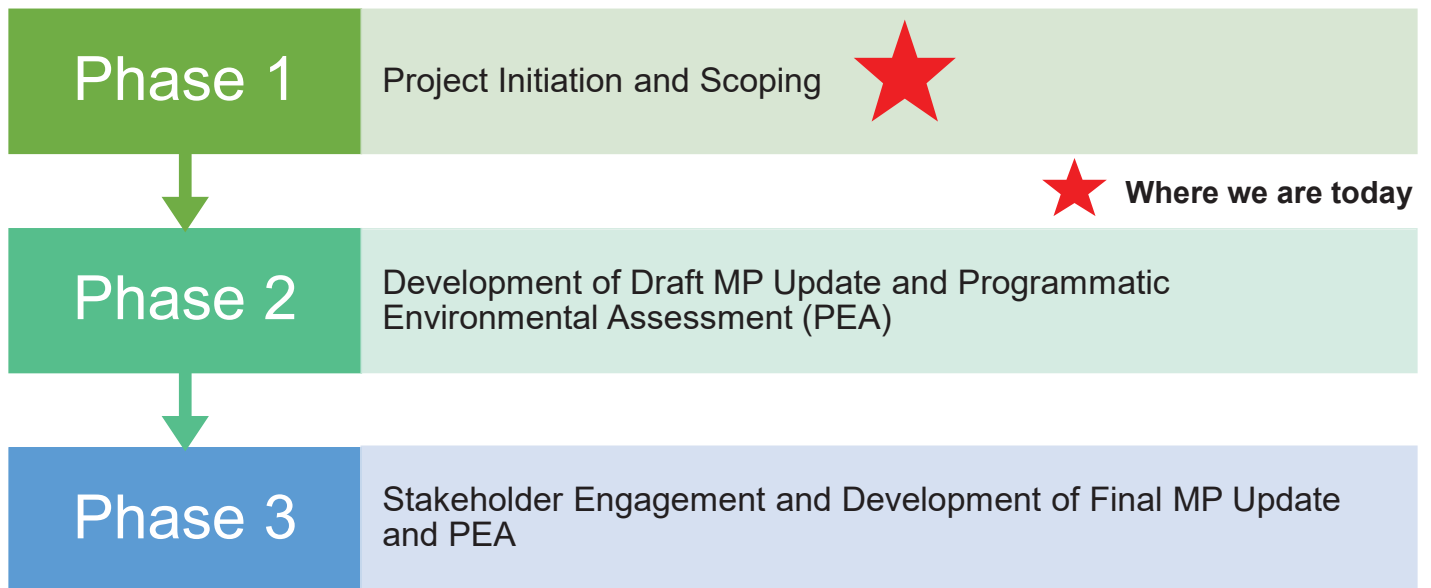 Phase 1
Project Initiation and Scoping
Where we are today
Phase 2
Development of Draft MP Update and Programmatic
Environmental Assessment (PEA)
Phase 3
Stakeholder Engagement and Development of Final MP Update
and PEA